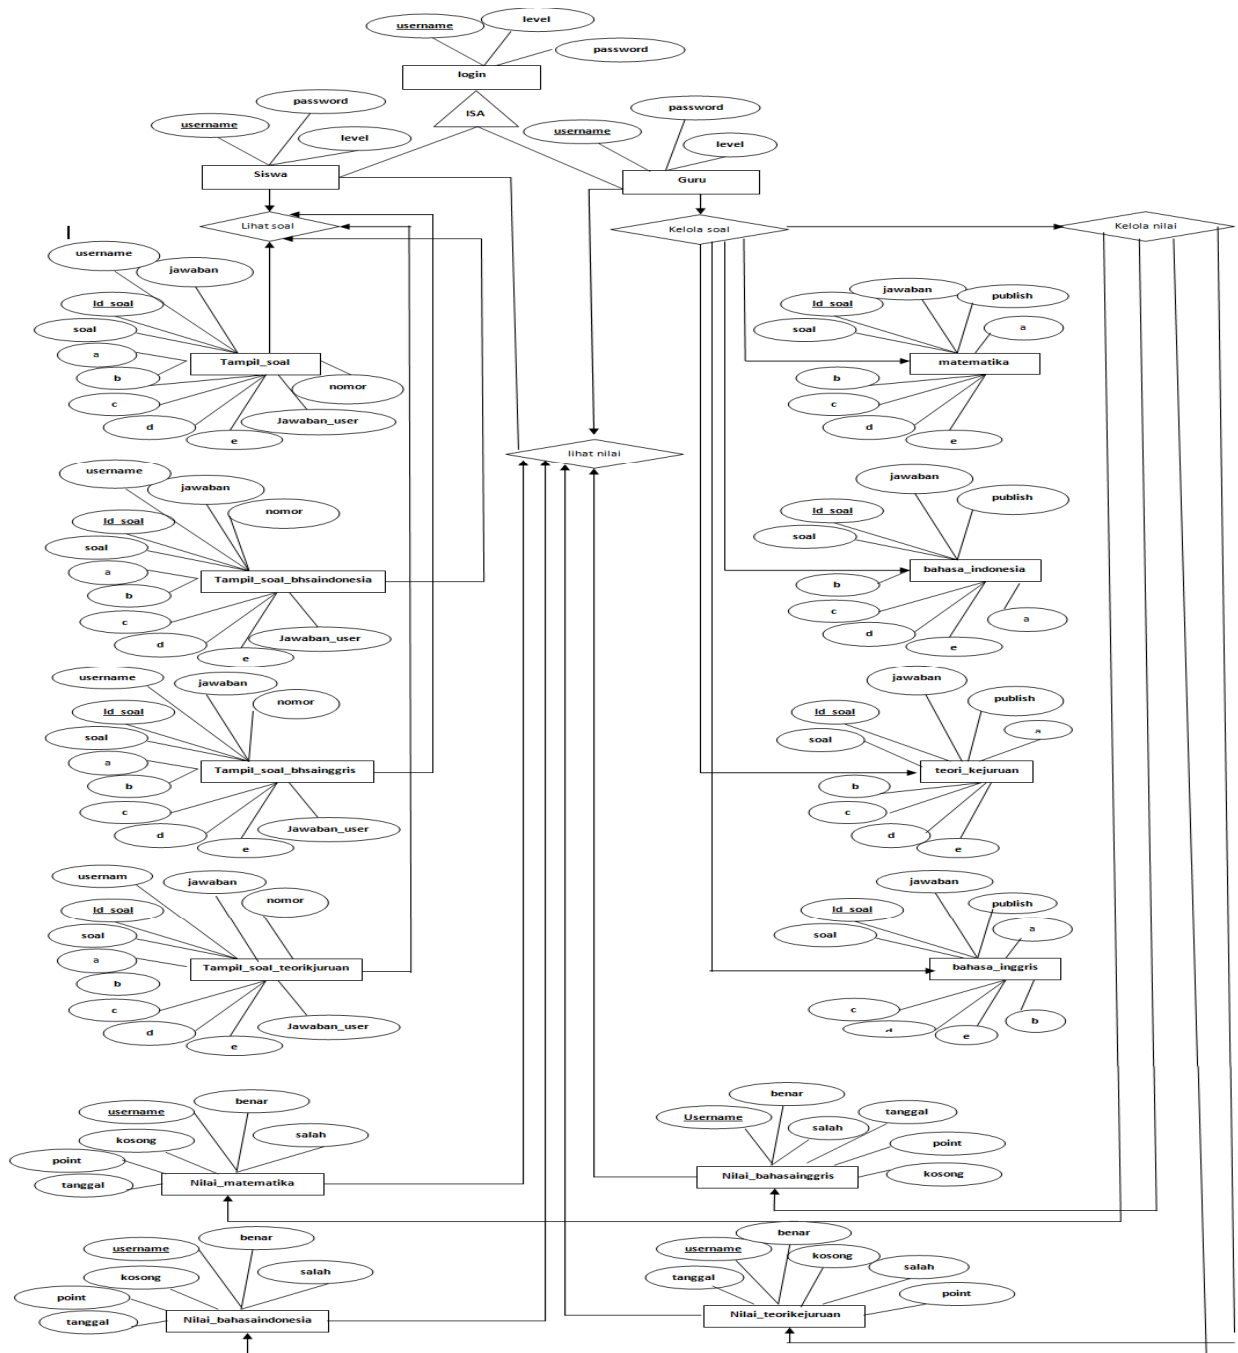 username
level
password
login
ISA
password
username
level
Siswa
password
username
level
Guru
Lihat soal
Kelola soal
Kelola nilai
username
jawaban
Id_soal
soal
a
b
c
d
e
Tampil_soal
nomor
Jawaban_user
jawaban
publish
Id_soal
soal
a
matematika
b
c
d
e
lihat nilai
username
jawaban
nomor
Id_soal
soal
a
b
c
d
e
Tampil_soal_bhsaindonesia
Jawaban_user
jawaban
publish
Id_soal
soal
bahasa_indonesia
b
c
d
e
a
username
jawaban
nomor
Id_soal
soal
a
b
c
d
e
Tampil_soal_bhsainggris
Jawaban_user
jawaban
publish
Id_soal
soal
a
teori_kejuruan
b
c
d
e
usernam
jawaban
nomor
Id_soal
soal
a
b
c
d
e
Tampil_soal_teorikjuruan
Jawaban_user
jawaban
publish
Id_soal
soal
a
bahasa_inggris
c
d
e
b
username
benar
kosong
salah
point
tanggal
Nilai_matematika
benar
Username
salah
tanggal
point
kosong
Nilai_bahasainggris
username
benar
kosong
salah
point
tanggal
Nilai_bahasaindonesia
benar
username
kosong
tanggal
salah
point
Nilai_teorikejuruan